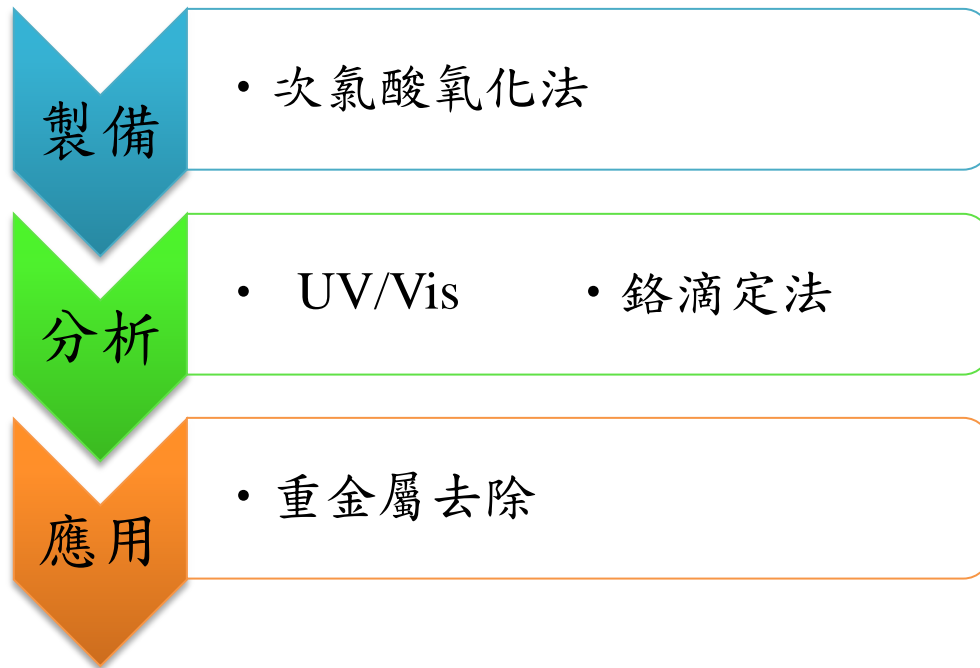 製備
・次氯酸氧化法
分析
・ UV/Vis ・鉻滴定法
應用
・重金屬去除